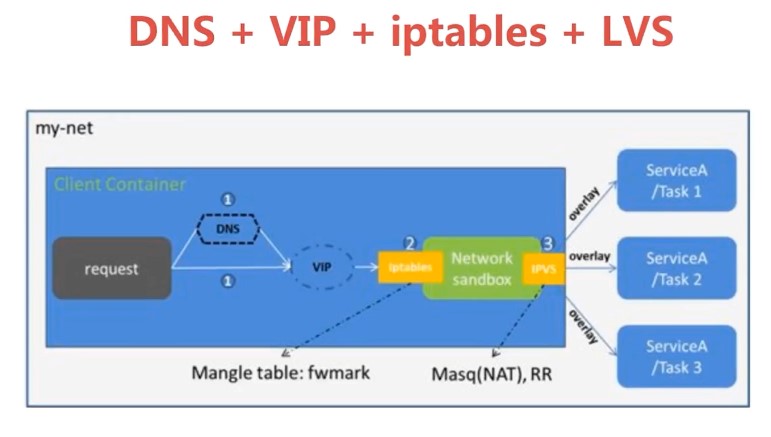 DNS + VIP + iptables + LVS
my-net
Client Container
1
DNS
request
1
VIP
2
Iptables
Network
sandbox
3
IPVS
overlay
overlay
overlay
ServiceA
/Task 1
ServiceA
/Task 2
ServiceA
/Task 3
Mangle table: fwmark
Masq(NAT), RR